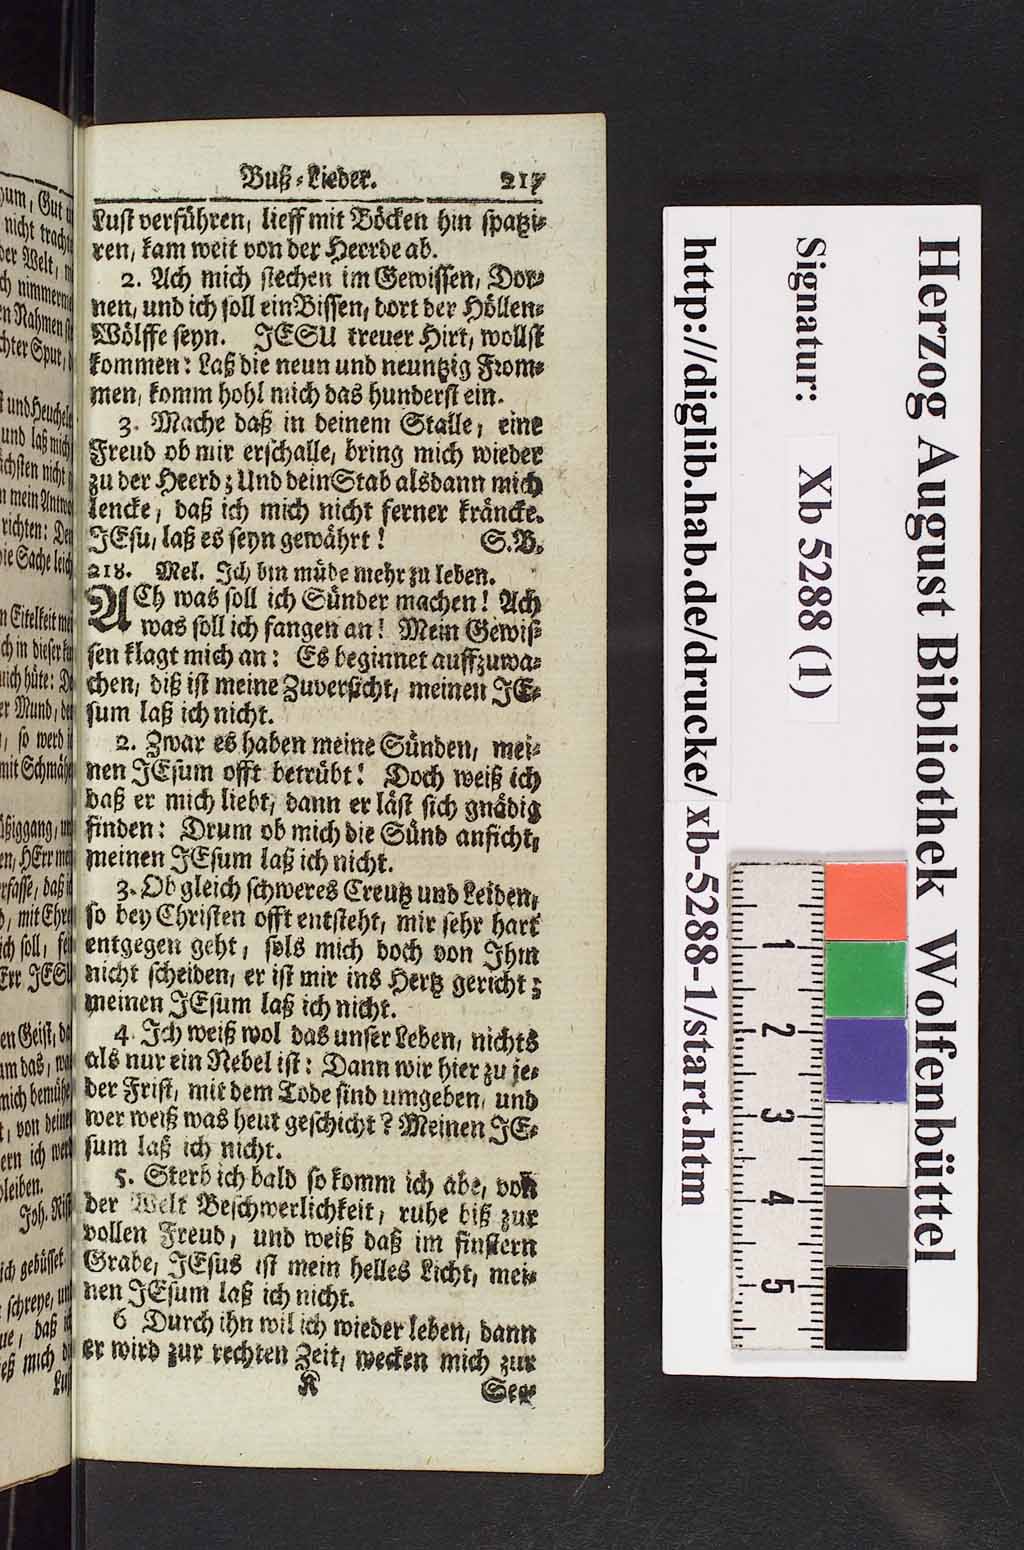 Buß-Lieder. 217
Lust verführen, lieff mit Böcken hin spatzi-
ren, kam weit von der Heerde ab.
2. Ach mich stechen im Gewissen, Dor-
nen, und ich soll ein Bissen, dort der Höllen-
Wölffe seyn. JESU treuer Hirt, wollst
kommen: Laß die neun und neuntzig From-
men, komm hohl mich das hunderst ein.
3. Mache daß in deinem Stalle, eine
Freud ob mir erschalle, bring mich wieder
zu der Heerd; Und dein Stab alsdann mich
lencke, daß ich mich nicht ferner kräncke.
JEsu, laß es seyn gewährt! S.B.
218. Mel. Ich bin müde mehr zu leben.
ACh was soll ich Sünder machen! Ach
was soll ich fangen an! Mein Gewis-
sen klagt mich an: Es beginnet auffzuwa-
chen, diß ist meine Zuversicht, meinen JE-
sum laß ich nicht.
2. Zwar es haben meine Sünden, mei-
nen JEsum offt betrübt! Doch weiß ich
daß er mich liebt, dann er läst sich gnädig
finden: Drum ob mich die Sünd anficht,
meinen JEsum laß ich nicht.
3. Ob gleich schweres Creutz und Leiden,
so bey Christen offt entsteht, mir sehr hart
entgegen geht, sols mich doch von Ihm
nicht scheiden, er ist mir ins Hertz gericht;
meinen JEsum laß ich nicht.
4. Ich weiß wol das unser Leben, nichts
als nur ein Nebel ist: Dann wir hier zu je-
der Frist, mit dem Tode sind umgeben, und
wer weiß was heut geschicht? Meinen JE-
sum laß ich nicht.
5. Sterb ich bald so komm ich abe, von
der Welt Beschwerlichkeit, ruhe biß zur
vollen Freud, und weiß daß im finstern
Grabe, JEsus ist mein helles Licht, mei-
nen JEsum laß ich nicht.
6 Durch ihn wil ich wieder leben, dann
er wird zur rechten Zeit, wecken mich zur
K See-
Herzog August Bibliothek Wolfenbüttel
Signatur: Xb 5288 (1)
http://diglib.hab.de/drucke/xb-5288-1/start.htm
1
2
3
4
5